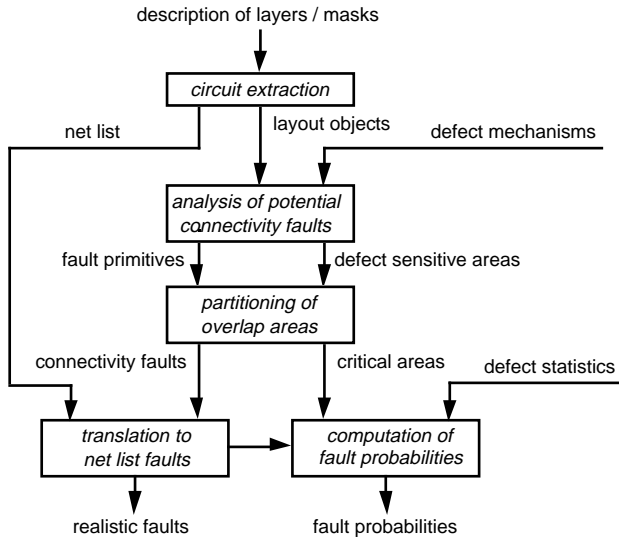 description of layers / masks
circuit extraction
net list
layout objects
defect mechanisms
analysis of potential
connectivity faults
fault primitives
defect sensitive areas
partitioning of
overlap areas
connectivity faults
critical areas
defect statistics
translation to
net list faults
computation of
fault probabilities
realistic faults
fault probabilities